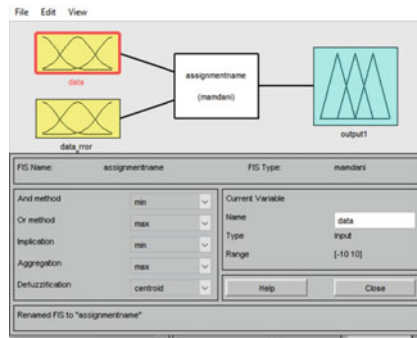 File Edit View
data
assignmentname
(mamdani)
data_rror
output1
FIS Name: assignmentname FIS Type: mamdani
And method min
Or method max
Implication min
Aggregation max
Defuzzification centroid
Current Variable
Name data
Type input
Range [-10 10]
Help Close
Renamed FIS to "assignmentname"